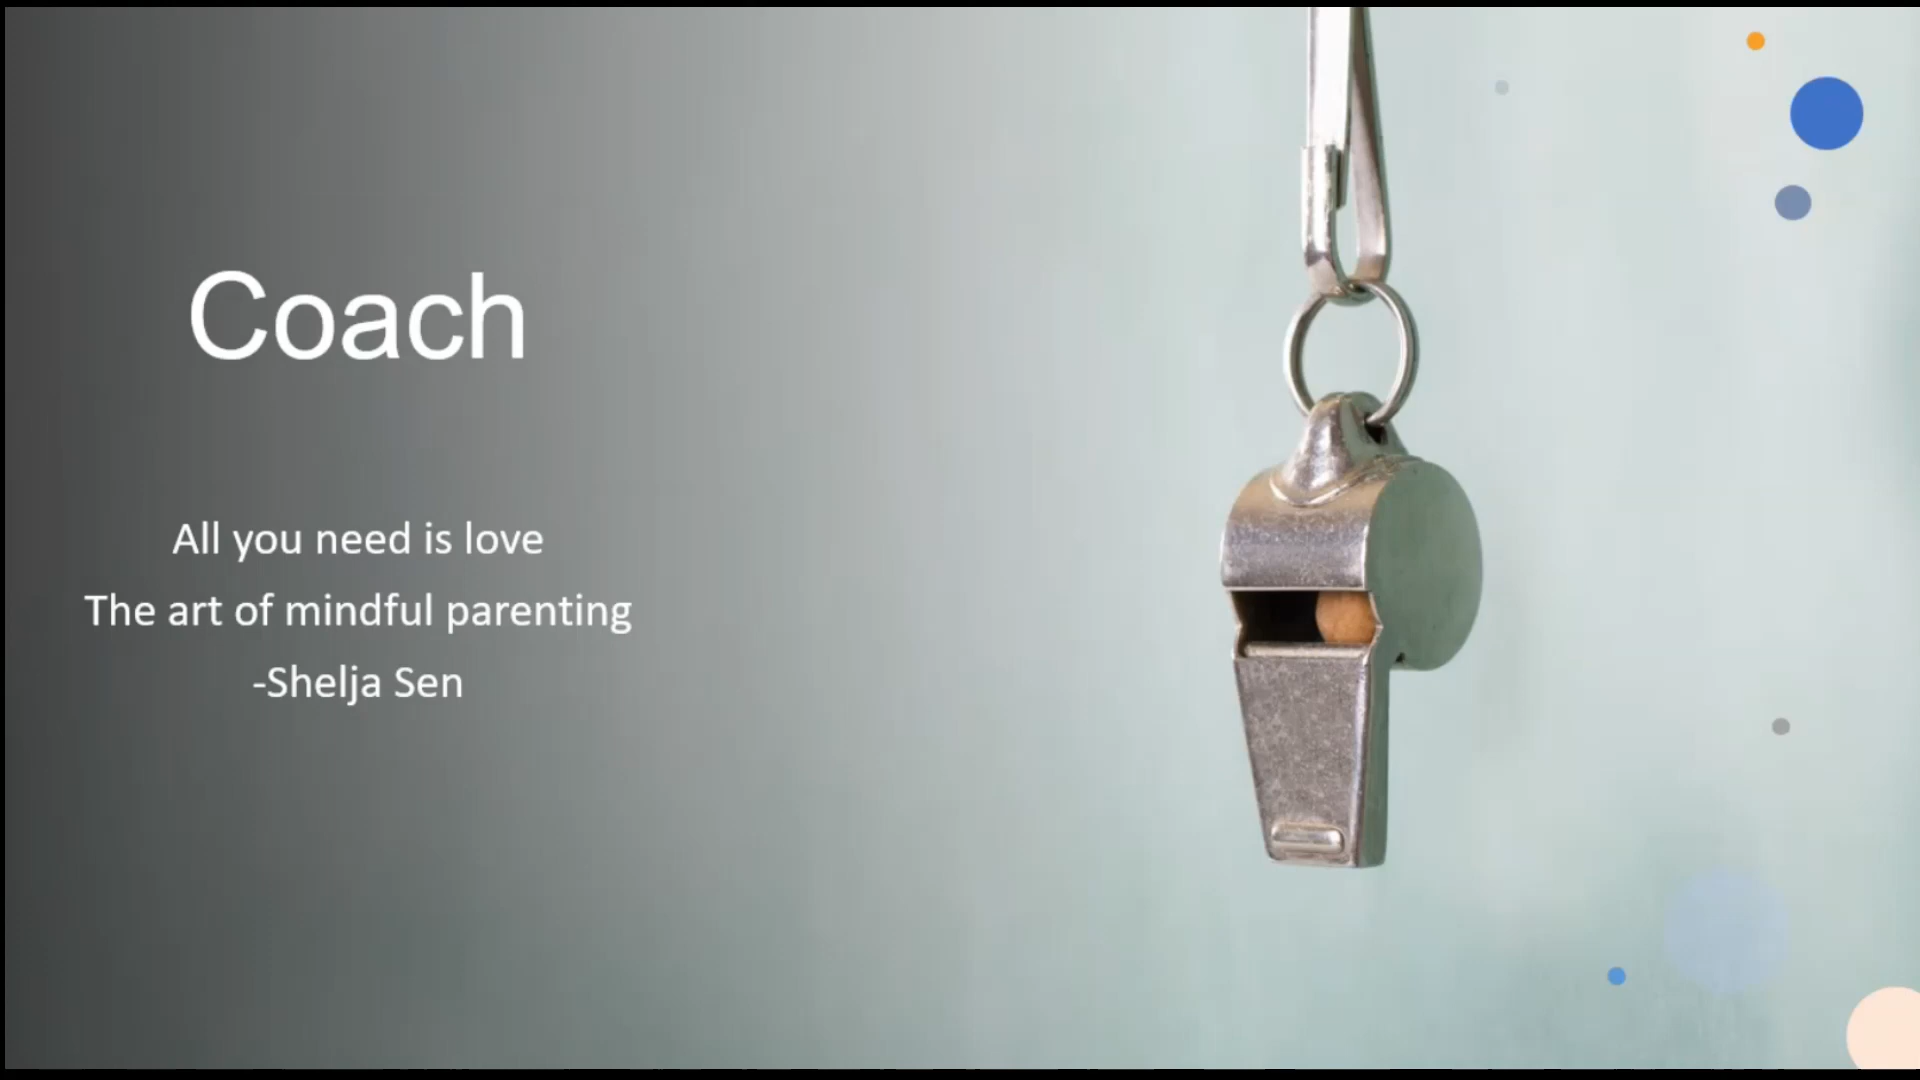 Coach
All you need is love
The art of mindful parenting
-Shelja Sen